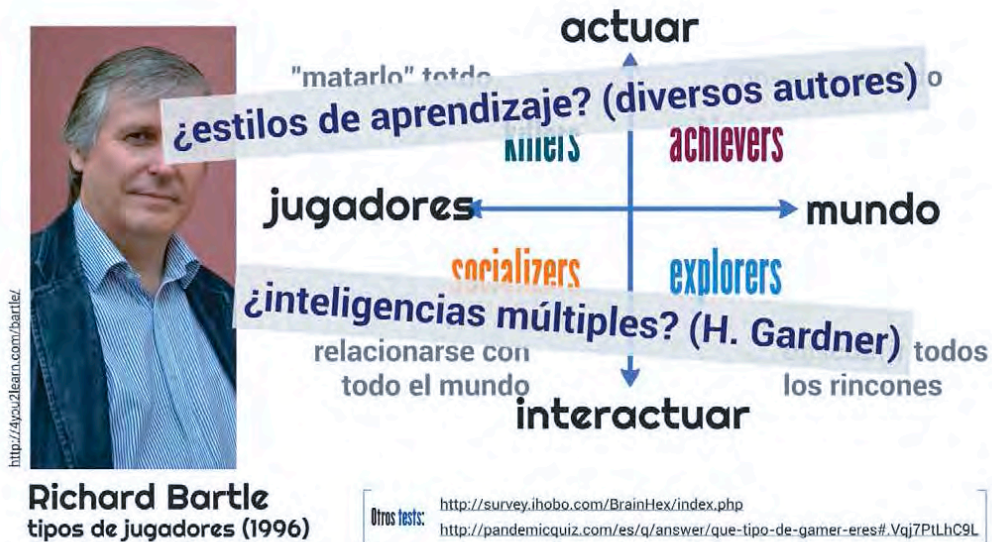 actuar
"matarlo" totdo
o
¿estilos de aprendizaje? (diversos autores)
killers
achievers
jugadores
mundo
socializers
explorers
¿inteligencias múltiples? (H. Gardner)
relacionarse con
todo el mundo
todos
los rincones
interactuar
http://4you2learn.com/bartle/
Richard Bartle
tipos de jugadores (1996)
Otros tests:
http://survey.ihobo.com/BrainHex/index.php
http://pandemicquiz.com/es/q/answer/que-tipo-de-gamer-eres#.Vqj7PtLhC9L